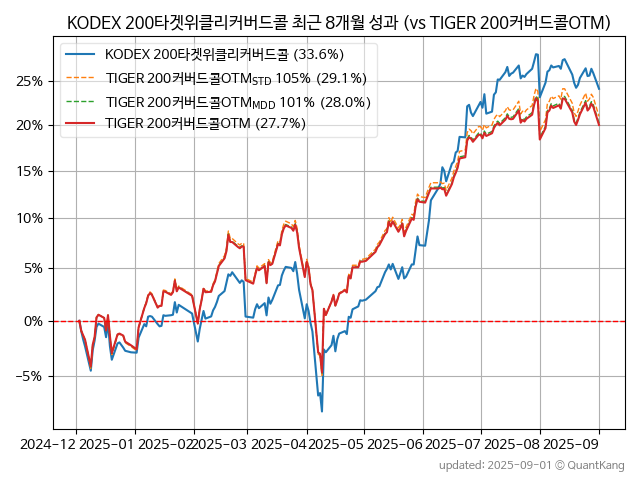 KODEX 200타겟위클리커버드콜 최근 8개월 성과 (vs TIGER 200커버드콜OTM)
KODEX 200타겟위클리커버드콜 (33.6%)
TIGER 200커버드콜OTM_STD 105% (29.1%)
TIGER 200커버드콜OTM_MDD 101% (28.0%)
TIGER 200커버드콜OTM (27.7%)
25%
20%
15%
10%
5%
0%
−5%
2024−12 2025−01 2025−02 2025−03 2025−04 2025−05 2025−06 2025−07 2025−08 2025−09
updated: 2025-09-01 © QuantKang